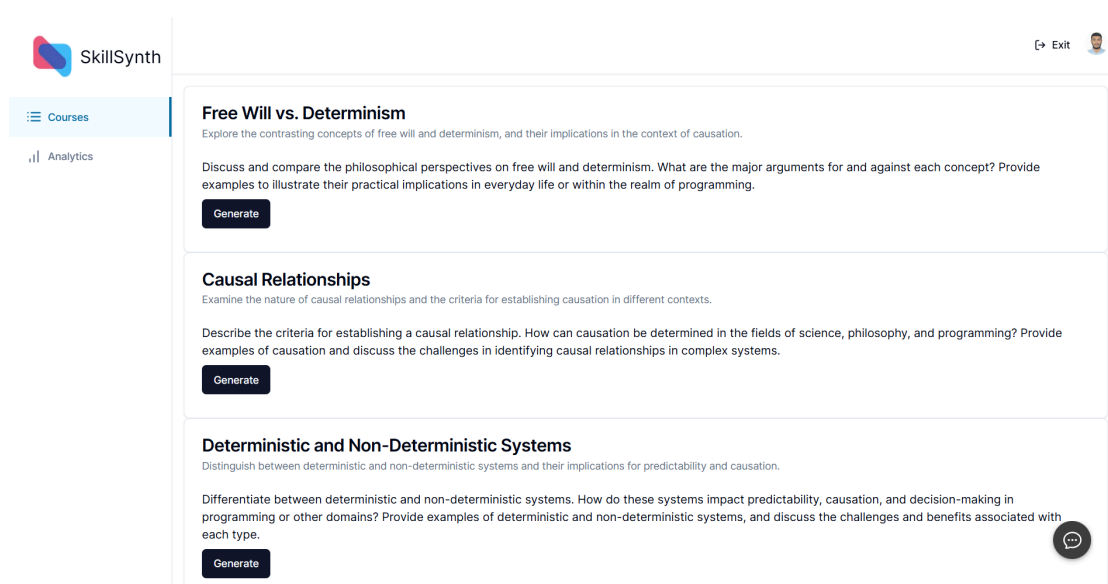 SkillSynth
Exit
Courses
Analytics
Free Will vs. Determinism
Explore the contrasting concepts of free will and determinism, and their implications in the context of causation.
Discuss and compare the philosophical perspectives on free will and determinism. What are the major arguments for and against each concept? Provide
examples to illustrate their practical implications in everyday life or within the realm of programming.
Generate
Causal Relationships
Examine the nature of causal relationships and the criteria for establishing causation in different contexts.
Describe the criteria for establishing a causal relationship. How can causation be determined in the fields of science, philosophy, and programming? Provide
examples of causation and discuss the challenges in identifying causal relationships in complex systems.
Generate
Deterministic and Non-Deterministic Systems
Distinguish between deterministic and non-deterministic systems and their implications for predictability and causation.
Differentiate between deterministic and non-deterministic systems. How do these systems impact predictability, causation, and decision-making in
programming or other domains? Provide examples of deterministic and non-deterministic systems, and discuss the challenges and benefits associated with
each type.
Generate